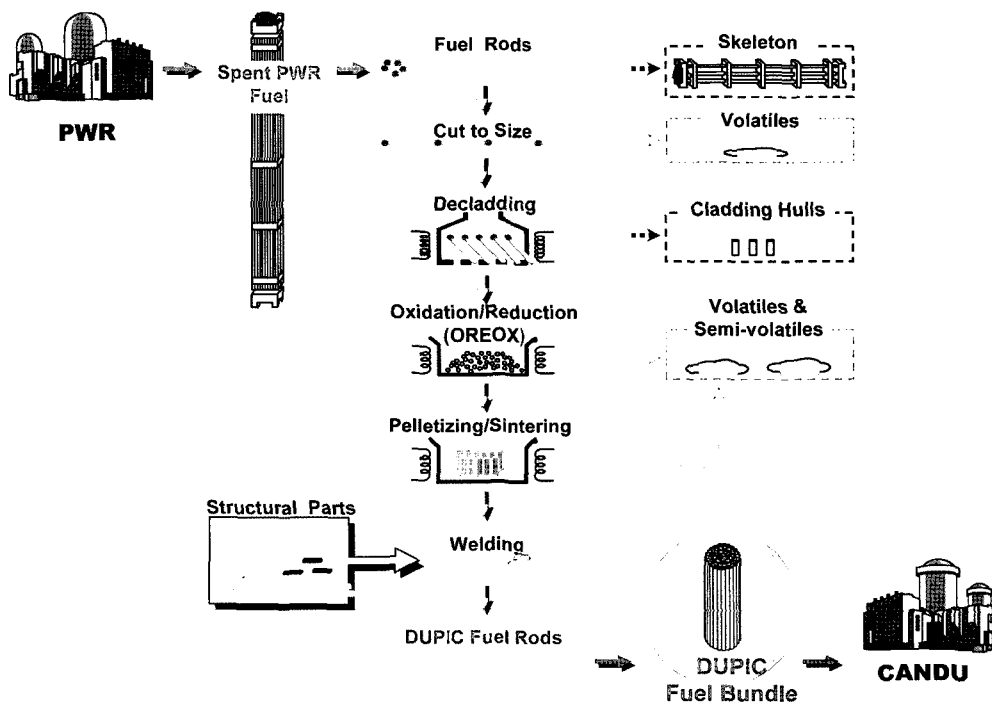 PWR
Spent PWR
Fuel
Fuel Rods
Cut to Size
Decladding
Oxidation/Reduction
(OREOX)
Pelletizing/Sintering
Structural Parts
Welding
DUPIC Fuel Rods
Skeleton
Volatiles
Cladding Hulls
Volatiles &
Semi-volatiles
DUPIC
Fuel Bundle
CANDU